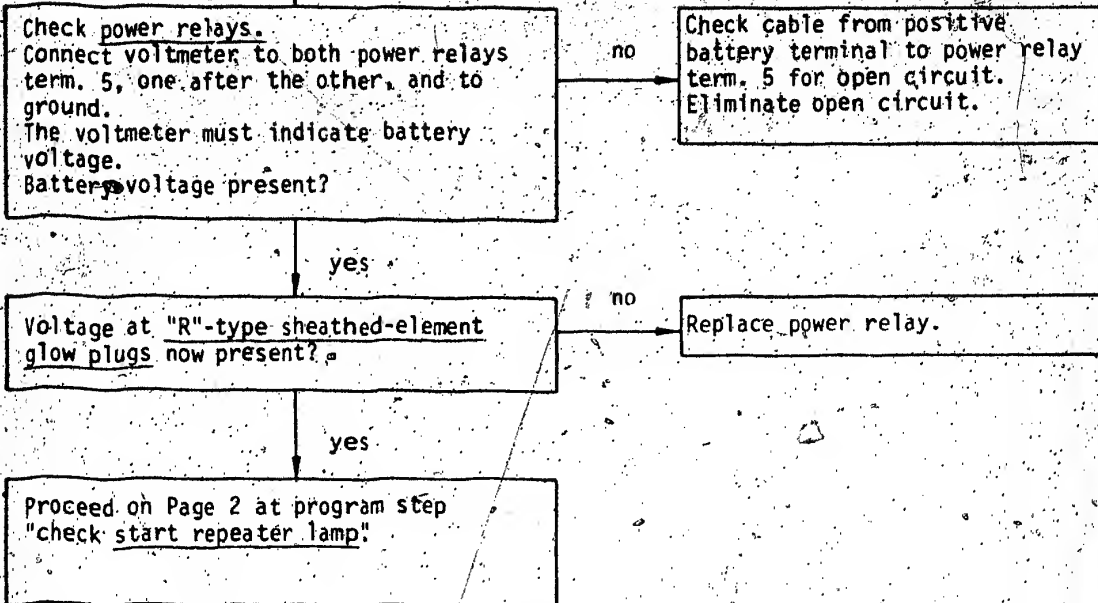 Check power relays.
Connect voltmeter to both power relays
term. 5, one after the other, and to
ground.
The voltmeter must indicate battery
voltage.
Battery voltage present?
no
Check cable from positive
battery terminal to power relay
term. 5 for open circuit.
Eliminate open circuit.
yes
Voltage at "R"-type sheathed-element
glow plugs now present?
no
Replace power relay.
yes
Proceed on Page 2 at program step
"check start repeater lamp".